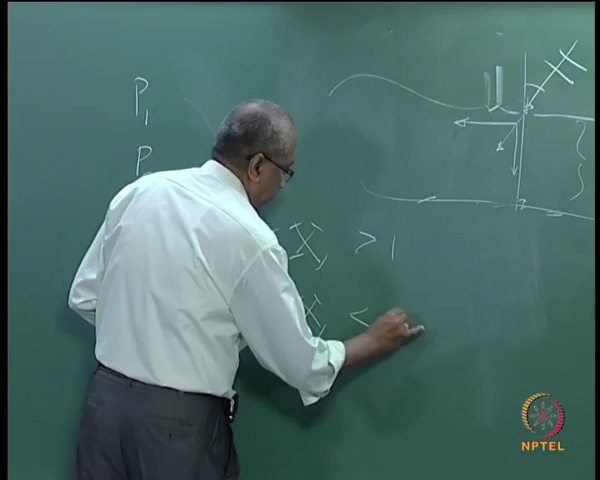 P1
P
X, > 1
X, <
NPTEL